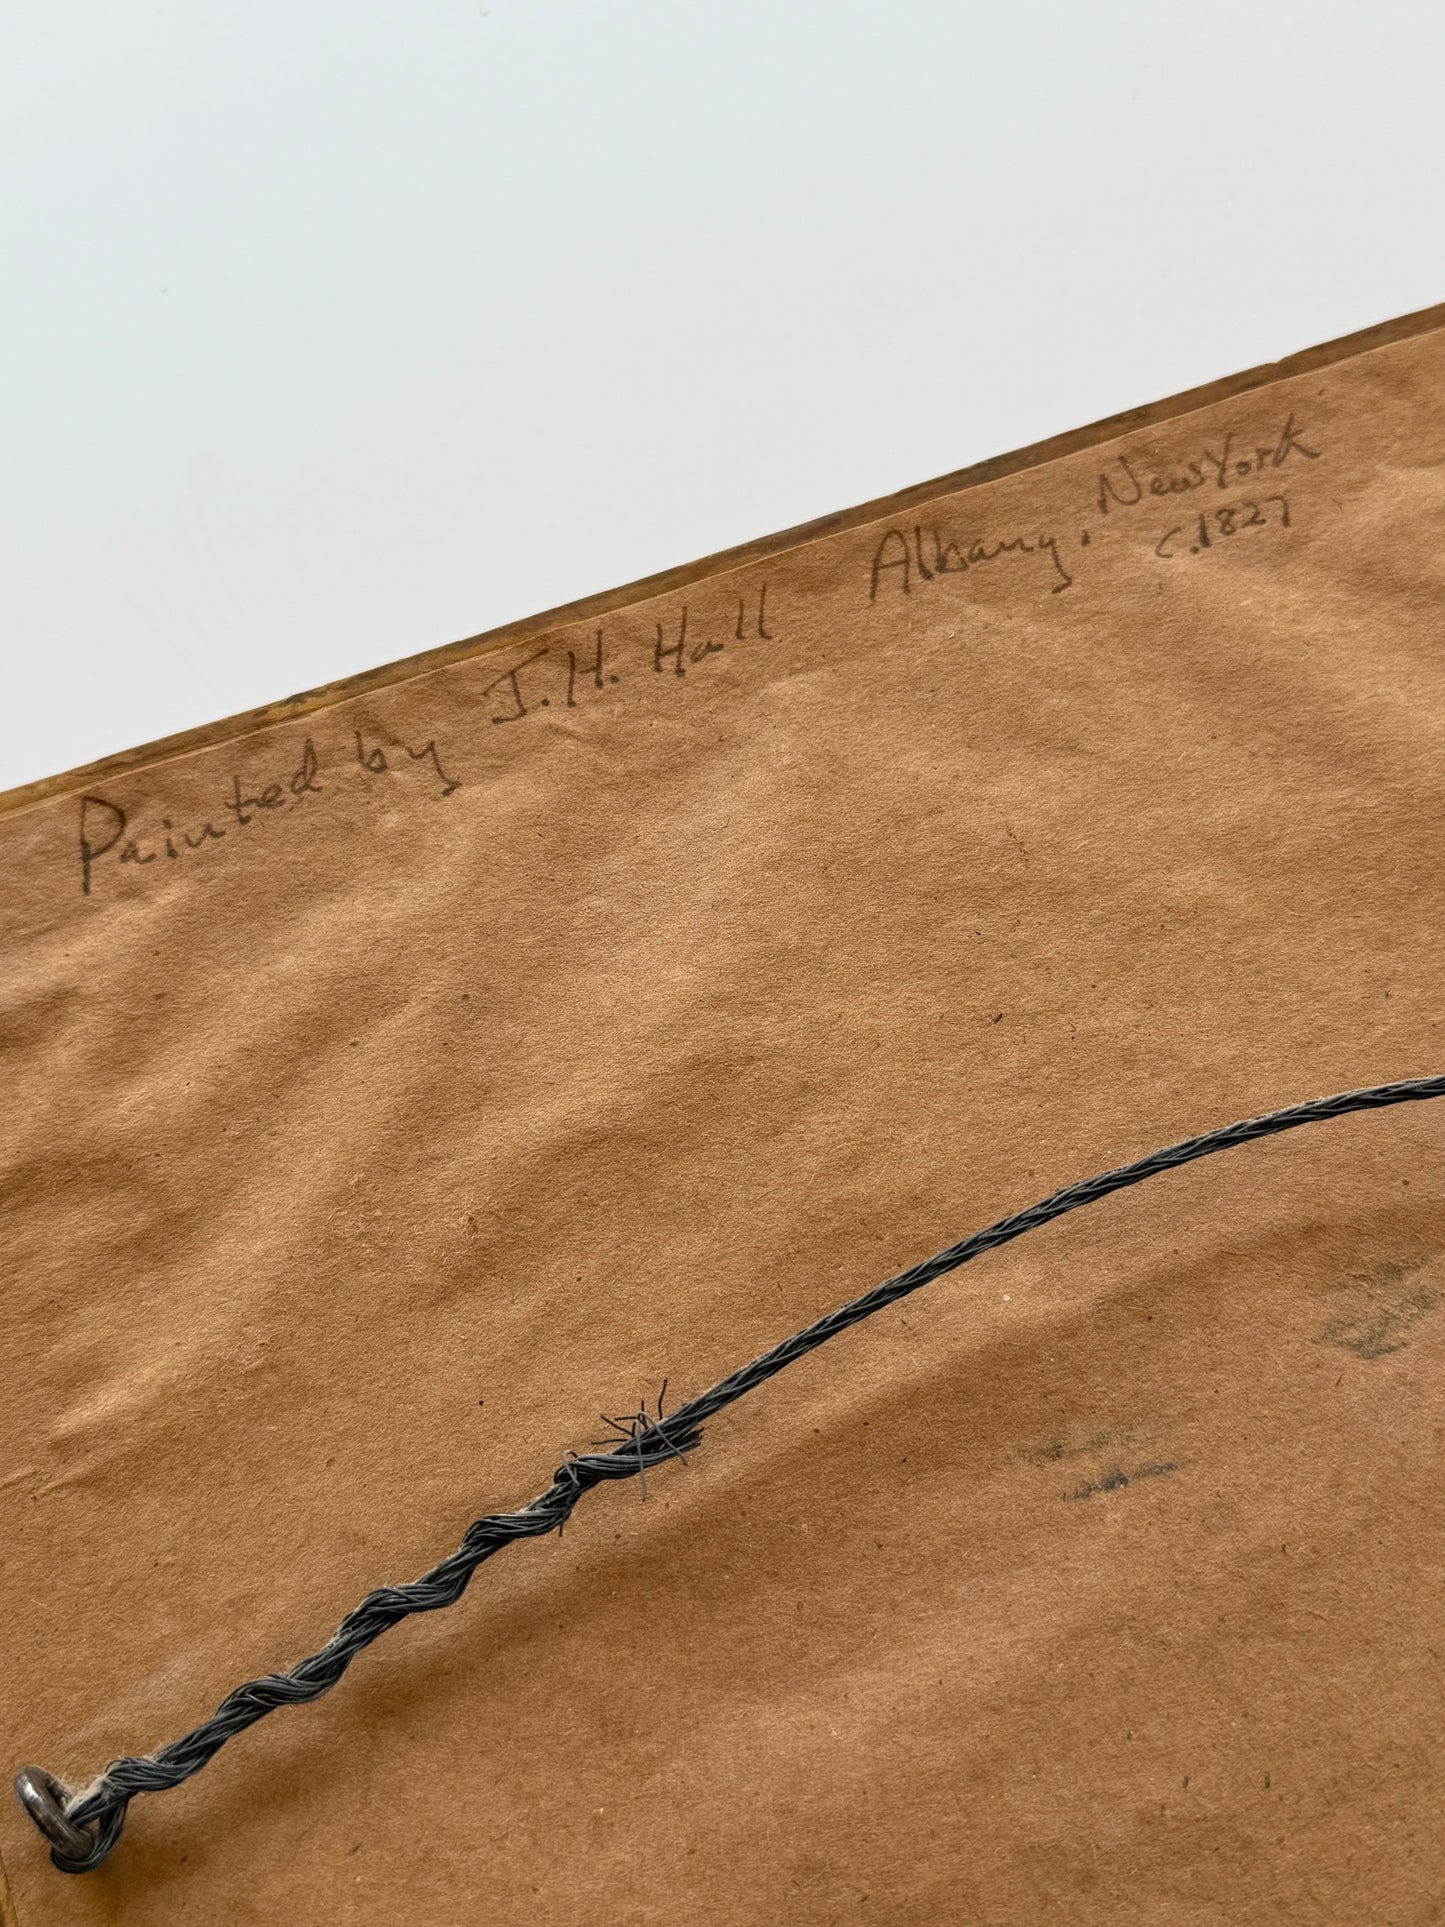 Painted by J. H. Hall Albany, New York
c. 1827